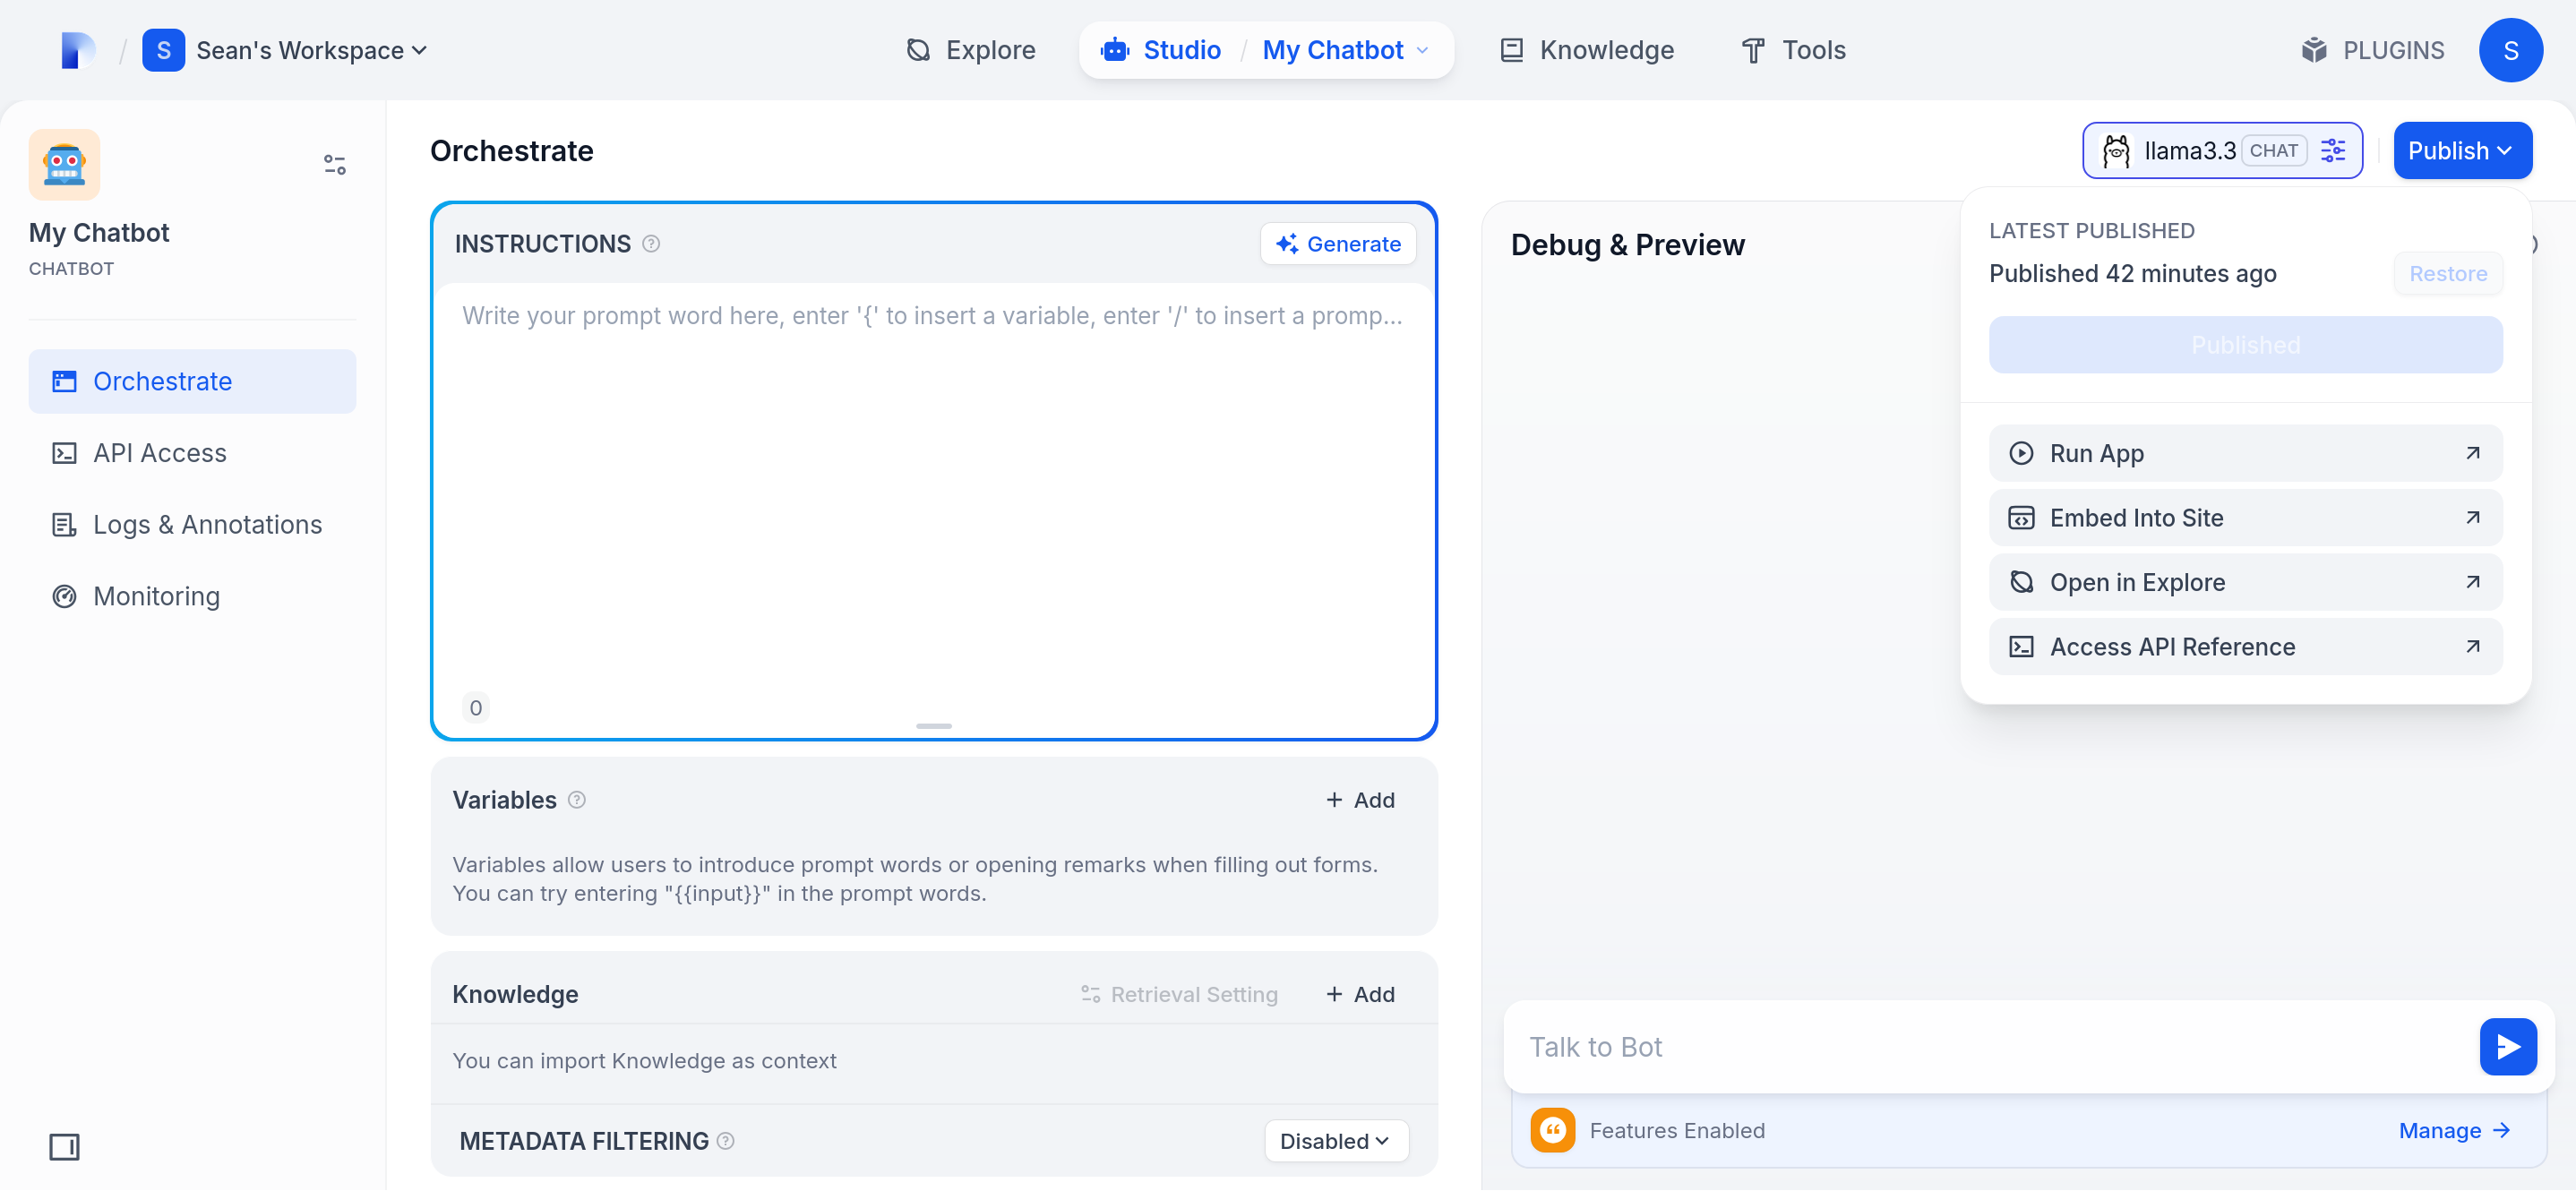 S Sean's Workspace
Explore
Studio / My Chatbot
Knowledge
Tools
PLUGINS
S
My Chatbot
CHATBOT
Orchestrate
API Access
Logs & Annotations
Monitoring
Orchestrate
llama3.3 CHAT
Publish
INSTRUCTIONS
Generate
Write your prompt word here, enter '{' to insert a variable, enter '/' to insert a promp...
0
Variables
+ Add
Variables allow users to introduce prompt words or opening remarks when filling out forms.
You can try entering "{{input}}" in the prompt words.
Knowledge
Retrieval Setting
+ Add
You can import Knowledge as context
METADATA FILTERING
Disabled
Debug & Preview
LATEST PUBLISHED
Published 42 minutes ago
Restore
Published
Run App
Embed Into Site
Open in Explore
Access API Reference
Talk to Bot
Features Enabled
Manage →